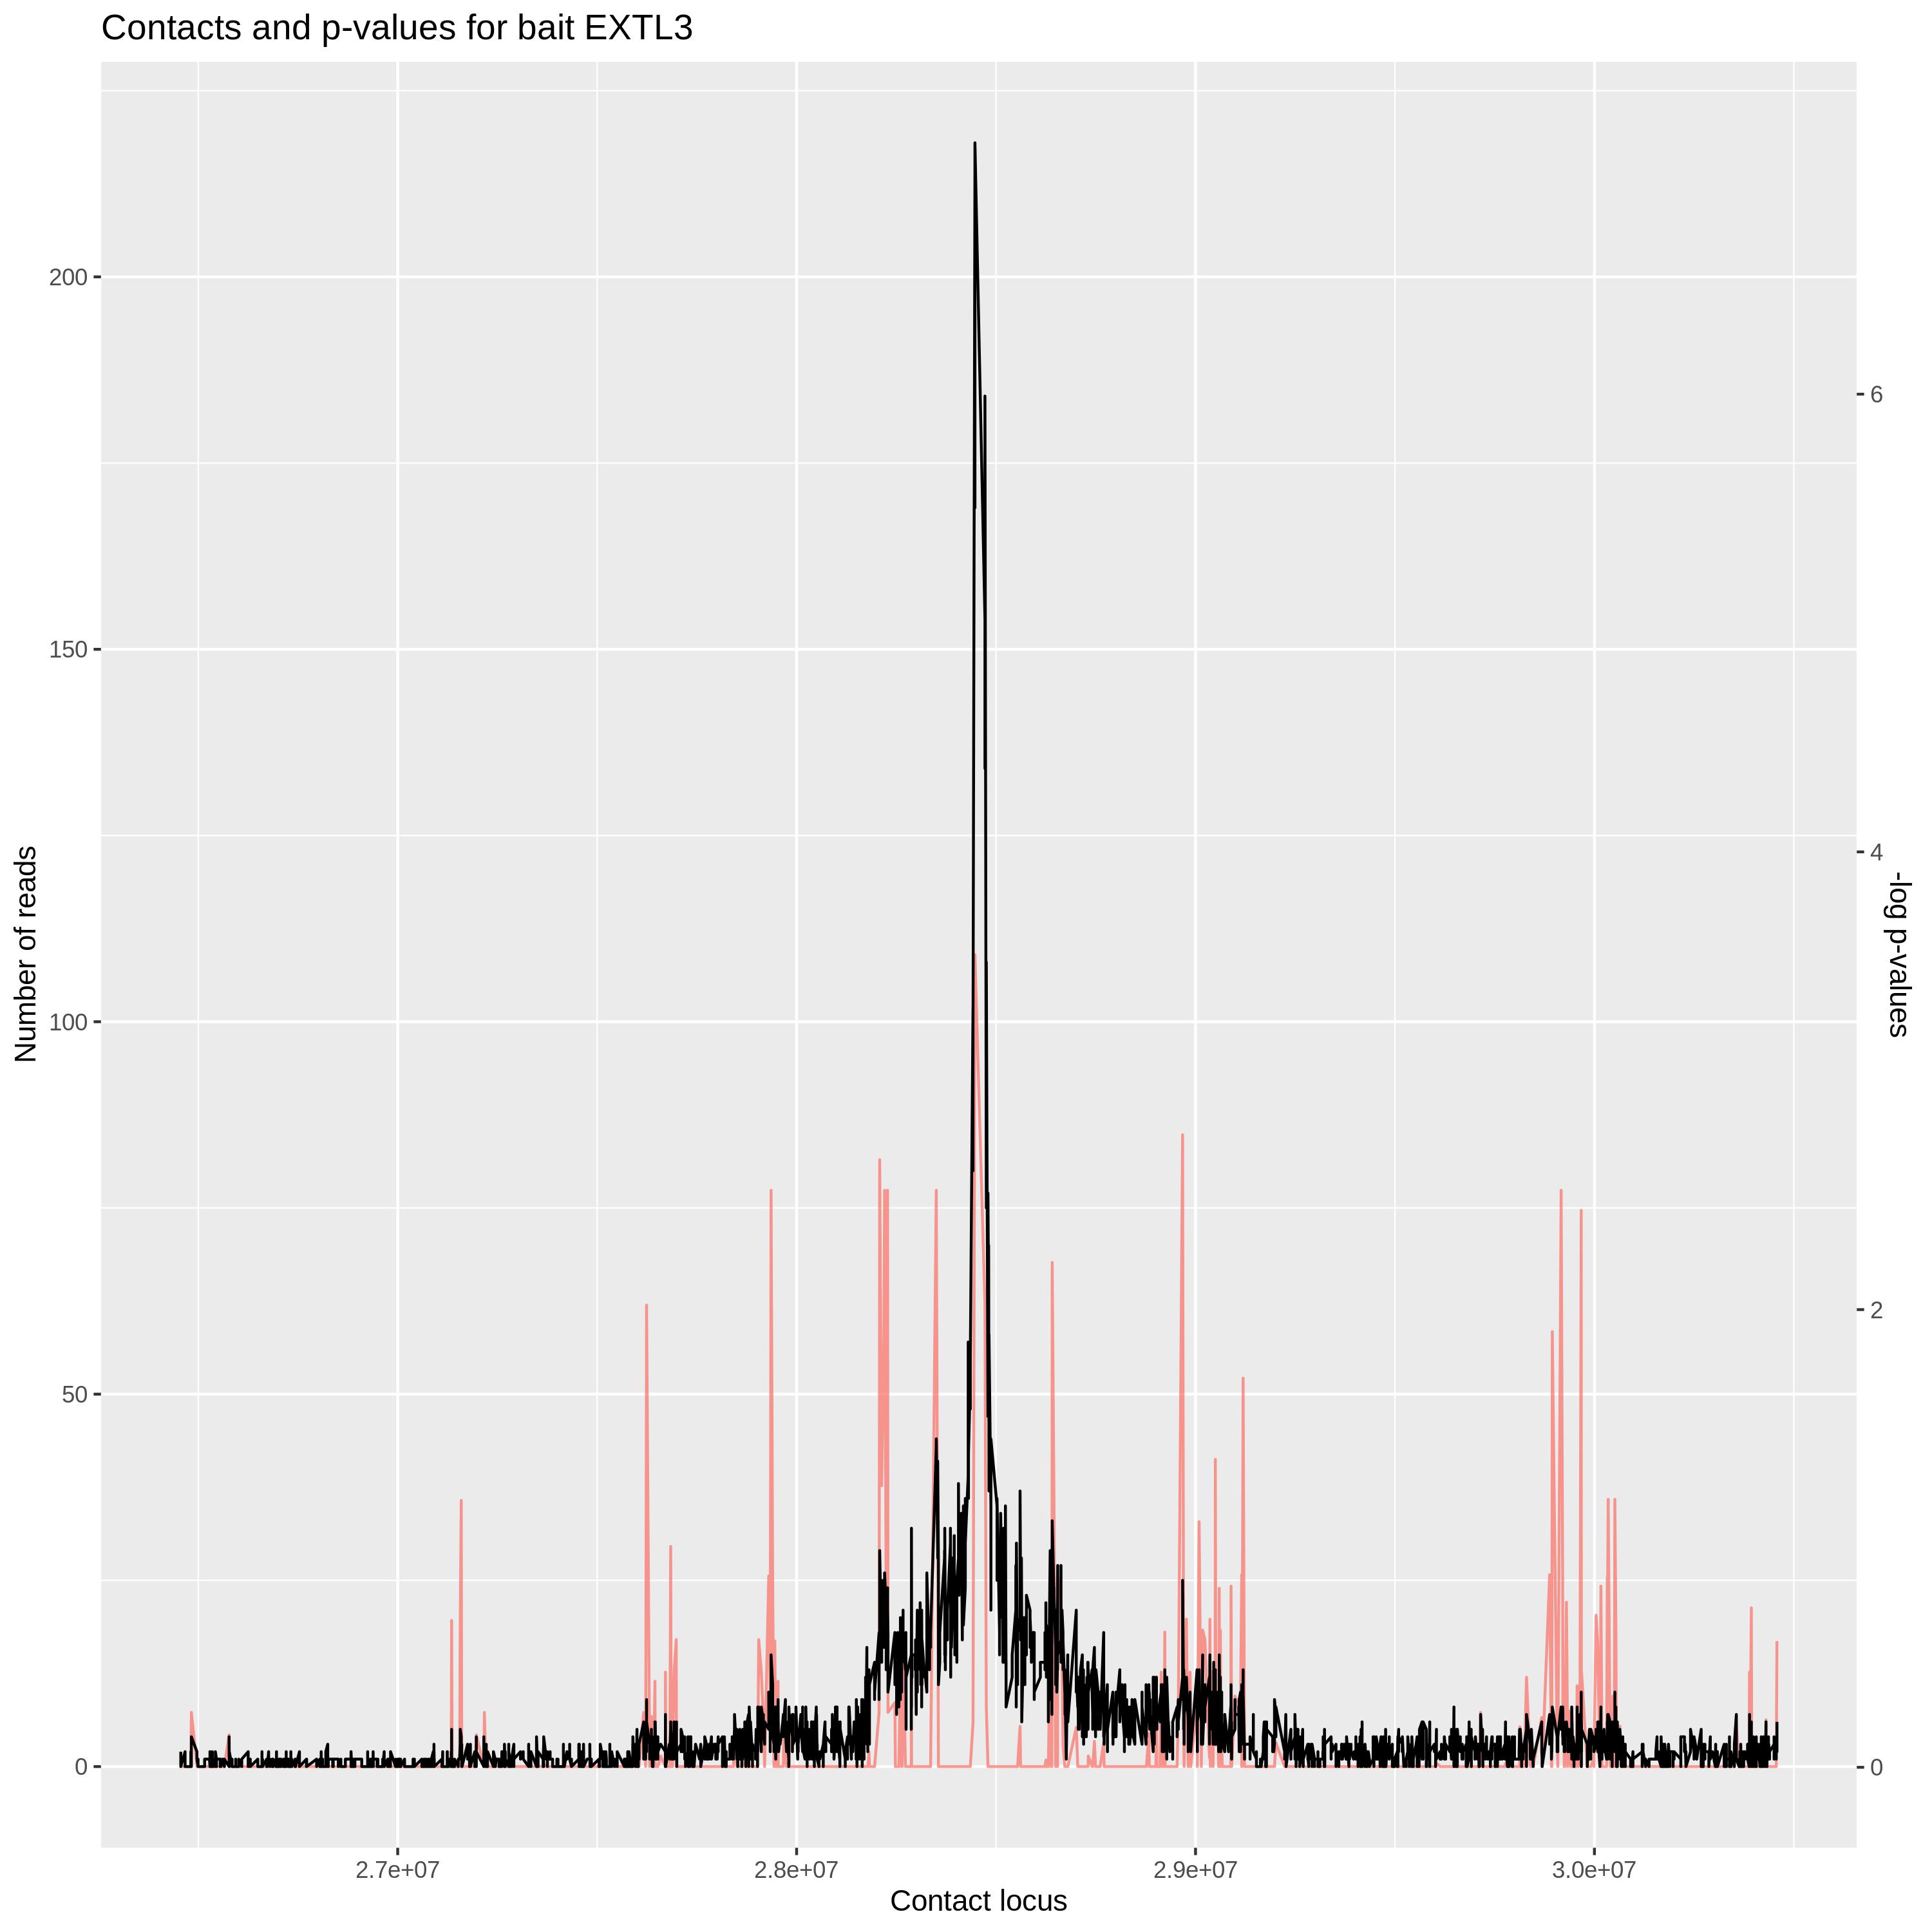 Contacts and p-values for bait EXTL3
200
150
100
50
0
Number of reads
6
4
2
0
-log p-values
2.7e+07
2.8e+07
2.9e+07
3.0e+07
Contact locus